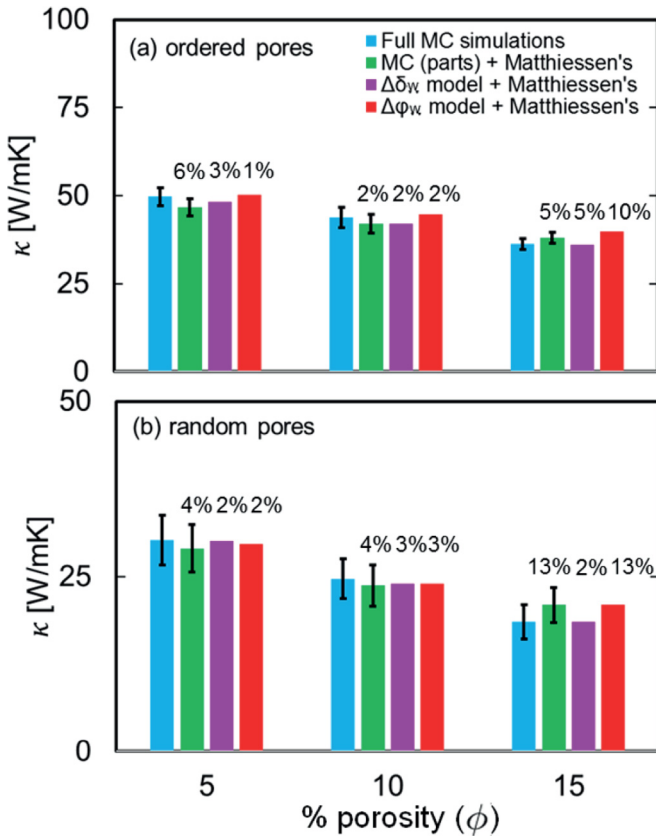 100
(a) ordered pores
Full MC simulations
MC (parts) + Matthiessen's
Δδw. model + Matthiessen's
Δφw. model + Matthiessen's
75
κ [W/mK]
50
6% 3% 1%
2% 2% 2%
5% 5% 10%
25
0
50
(b) random pores
κ [W/mK]
4% 2% 2%
4% 3% 3%
13% 2% 13%
25
0
5 10 15
% porosity (ϕ)